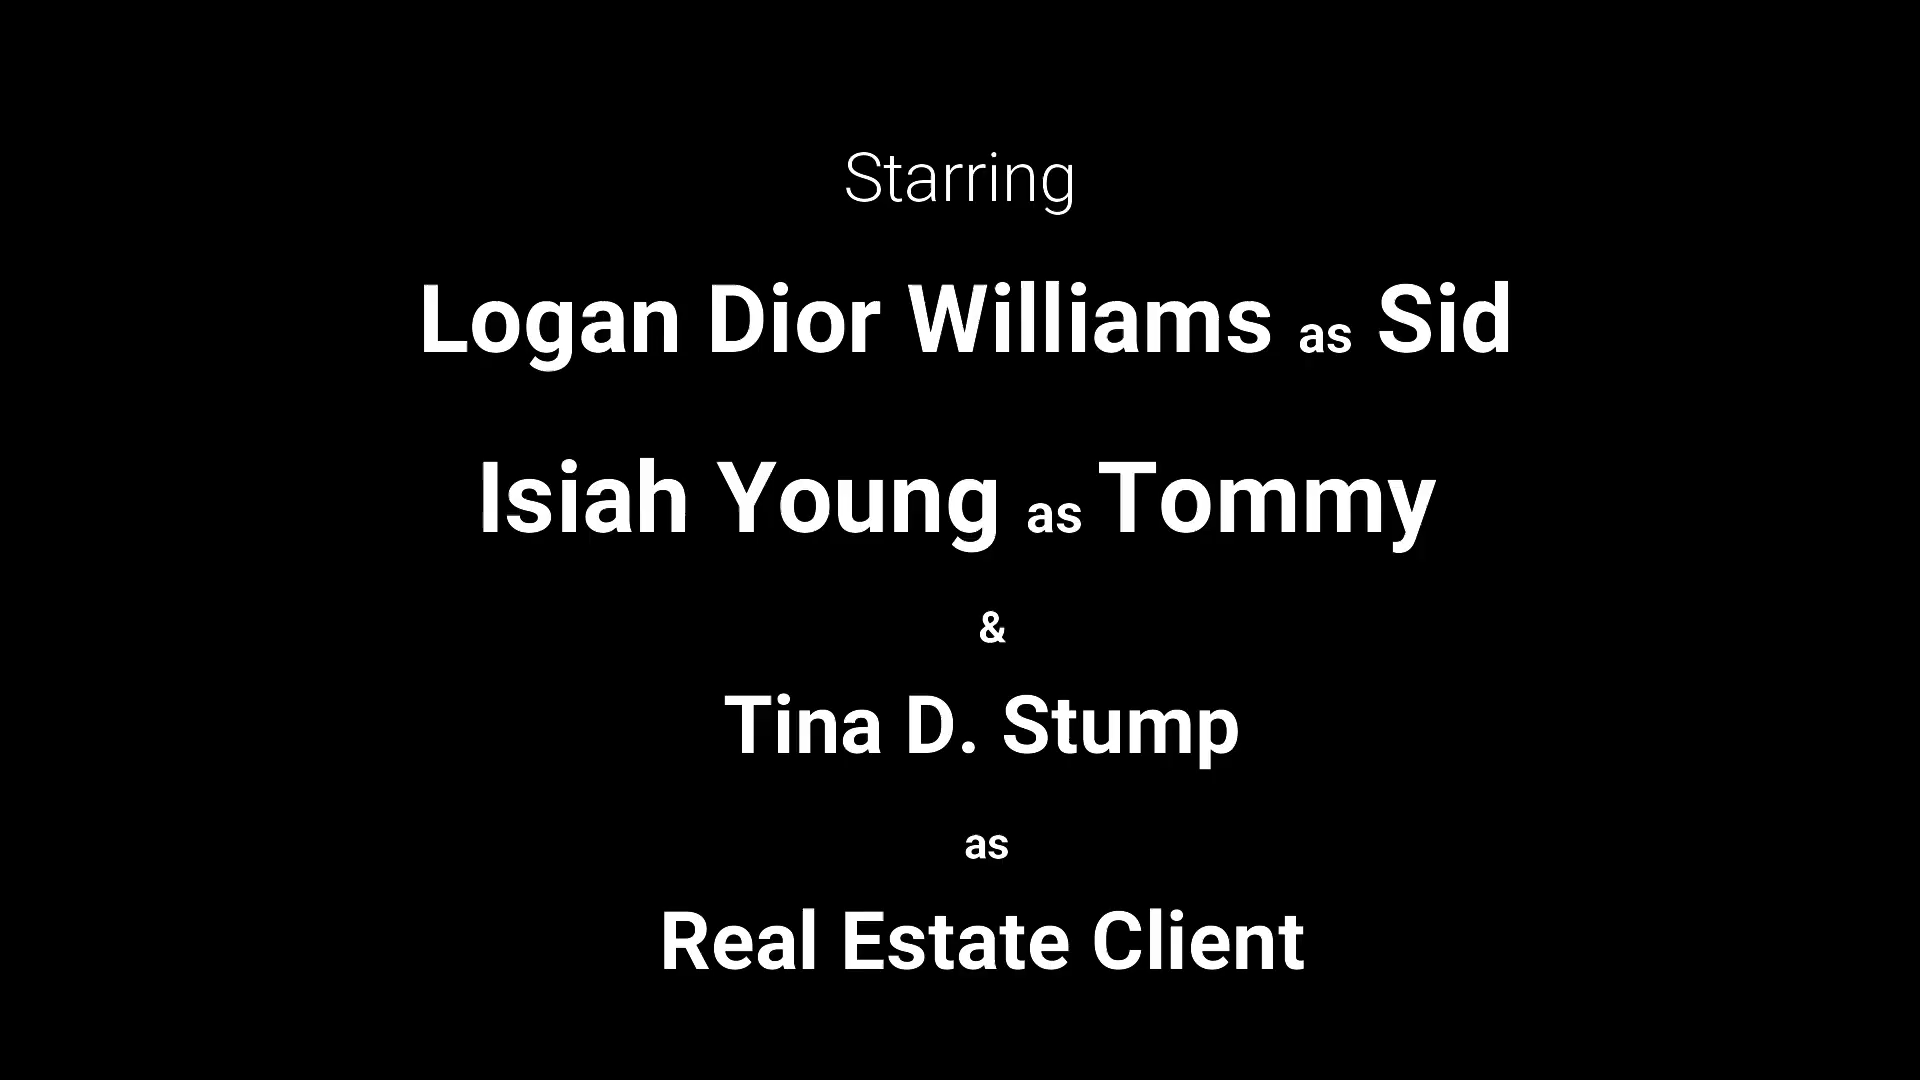 Starring
Logan Dior Williams as Sid
Isiah Young as Tommy
&
Tina D. Stump
as
Real Estate Client